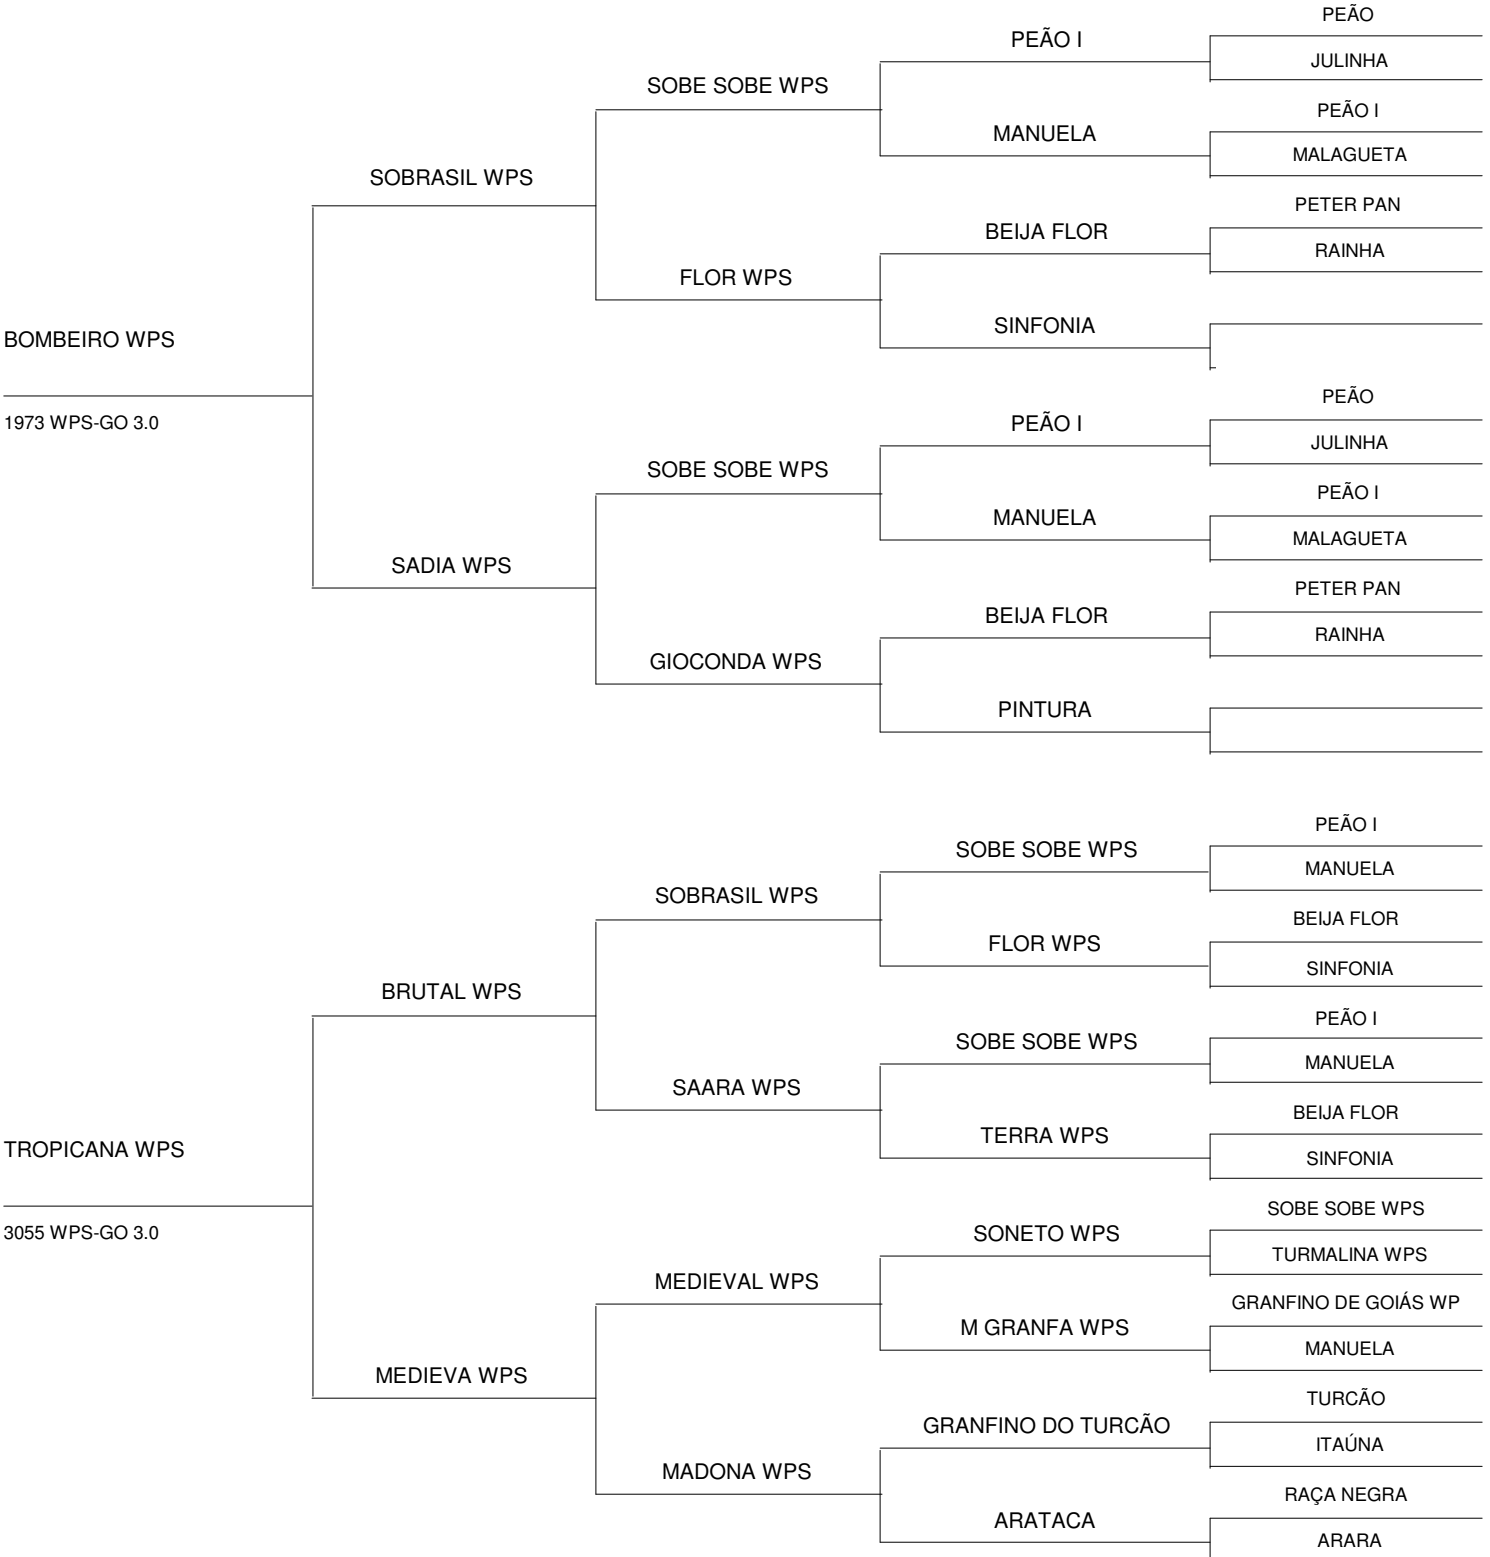 PEÃO
PEÃO I
JULINHA
SOBE SOBE WPS
PEÃO I
MANUELA
MALAGUETA
SOBRASIL WPS
PETER PAN
BEIJA FLOR
RAINHA
FLOR WPS
SINFONIA
BOMBEIRO WPS
PEÃO
1973 WPS-GO 3.0
PEÃO I
JULINHA
SOBE SOBE WPS
PEÃO I
MANUELA
MALAGUETA
SADIA WPS
PETER PAN
BEIJA FLOR
RAINHA
GIOCONDA WPS
PINTURA
PEÃO I
SOBE SOBE WPS
MANUELA
SOBRASIL WPS
BEIJA FLOR
FLOR WPS
SINFONIA
BRUTAL WPS
PEÃO I
SOBE SOBE WPS
MANUELA
SAARA WPS
BEIJA FLOR
TERRA WPS
TROPICANA WPS
SINFONIA
SOBE SOBE WPS
3055 WPS-GO 3.0
SONETO WPS
TURMALINA WPS
MEDIEVAL WPS
GRANFINO DE GOIÁS WP
M GRANFA WPS
MANUELA
MEDIEVA WPS
TURCÃO
GRANFINO DO TURCÃO
ITAÚNA
MADONA WPS
RAÇA NEGRA
ARATACA
ARARA